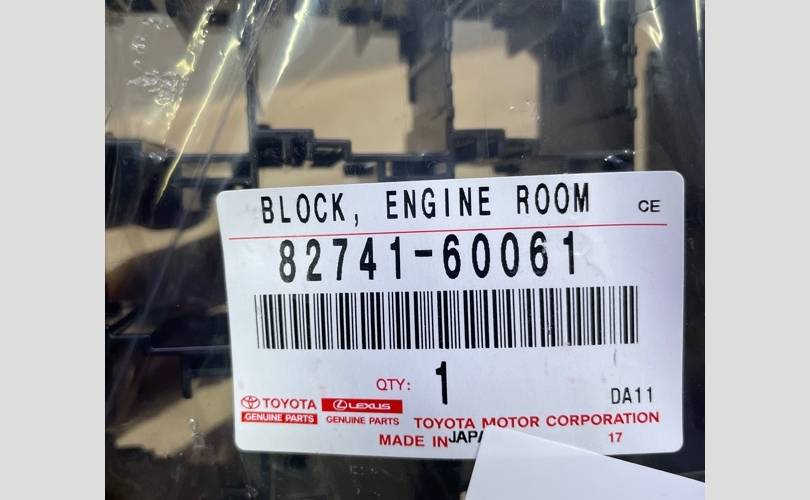 BLOCK, ENGINE ROOM CE
82741-60061
QTY: 1
DA11
TOYOTA LEXUS
GENUINE PARTS GENUINE PARTS
TOYOTA MOTOR CORPORATION
MADE IN 17